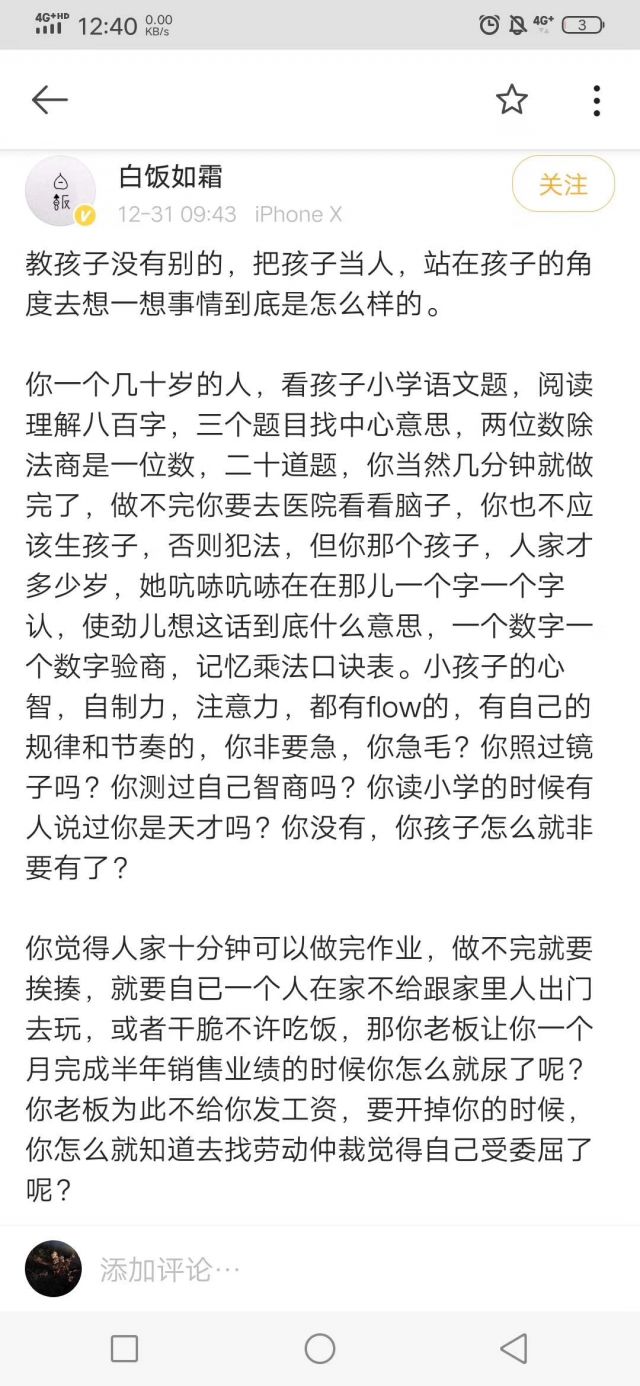 4G+HD 12:40 0.00 KB/s 4G+ 3
白饭如霜
关注
12-31 09:43 iPhone X
教孩子没有别的，把孩子当人，站在孩子的角
度去想一想事情到底是怎么样的。
你一个几十岁的人，看孩子小学语文题，阅读
理解八百字，三个题目找中心意思，两位数除
法商是一位数，二十道题，你当然几分钟就做
完了，做不完你要去医院看看脑子，你也不应
该生孩子，否则犯法，但你那个孩子，人家才
多少岁，她吭哧吭哧在在那儿一个字一个字
认，使劲儿想这话到底什么意思，一个数字一
个数字验商，记忆乘法口诀表。小孩子的心
智，自制力，注意力，都有flow的，有自己的
规律和节奏的，你非要急，你急毛？你照过镜
子吗？你测过自己智商吗？你读小学的时候有
人说过你是天才吗？你没有，你孩子怎么就非
要有了？
你觉得人家十分钟可以做完作业，做不完就要
挨揍，就要自已一个人在家不给跟家里人出门
去玩，或者干脆不许吃饭，那你老板让你一个
月完成半年销售业绩的时候你怎么就尿了呢？
你老板为此不给你发工资，要开掉你的时候，
你怎么就知道去找劳动仲裁觉得自己受委屈了
呢？
添加评论…